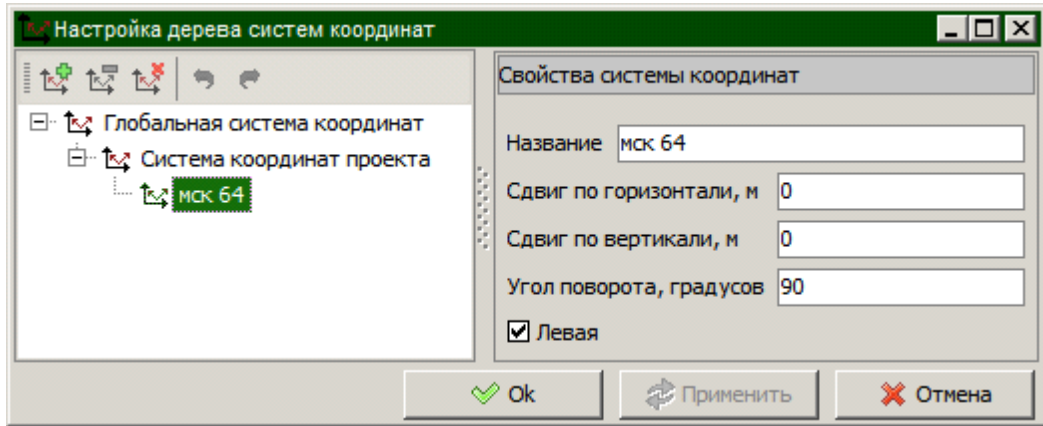 Настройка дерева систем координат
Глобальная система координат
Система координат проекта
мск 64
Свойства системы координат
Название мск 64
Сдвиг по горизонтали, м 0
Сдвиг по вертикали, м 0
Угол поворота, градусов 90
Левая
Ok Применить Отмена